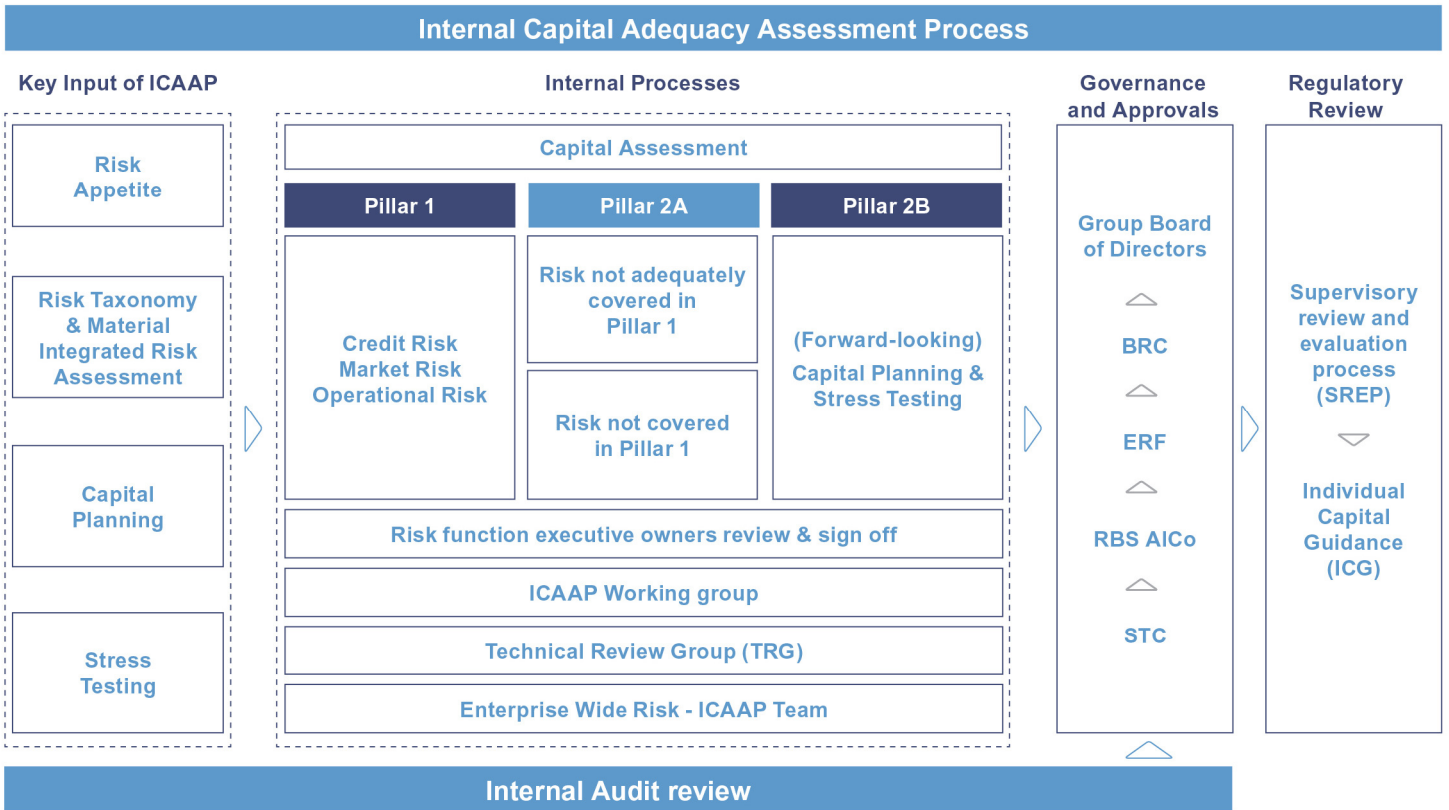 Internal Capital Adequacy Assessment Process
Key Input of ICAAP
Risk
Appetite
Risk Taxonomy
& Material
Integrated Risk
Assessment
Capital
Planning
Stress
Testing
Internal Processes
Capital Assessment
Pillar 1
Credit Risk
Market Risk
Operational Risk
Pillar 2A
Risk not adequately
covered in
Pillar 1
Risk not covered
in Pillar 1
Pillar 2B
(Forward-looking)
Capital Planning &
Stress Testing
Risk function executive owners review & sign off
ICAAP Working group
Technical Review Group (TRG)
Enterprise Wide Risk - ICAAP Team
Governance
and Approvals
Group Board
of Directors
BRC
ERF
RBS AlCo
STC
Regulatory
Review
Supervisory
review and
evaluation
process
(SREP)
Individual
Capital
Guidance
(ICG)
Internal Audit review